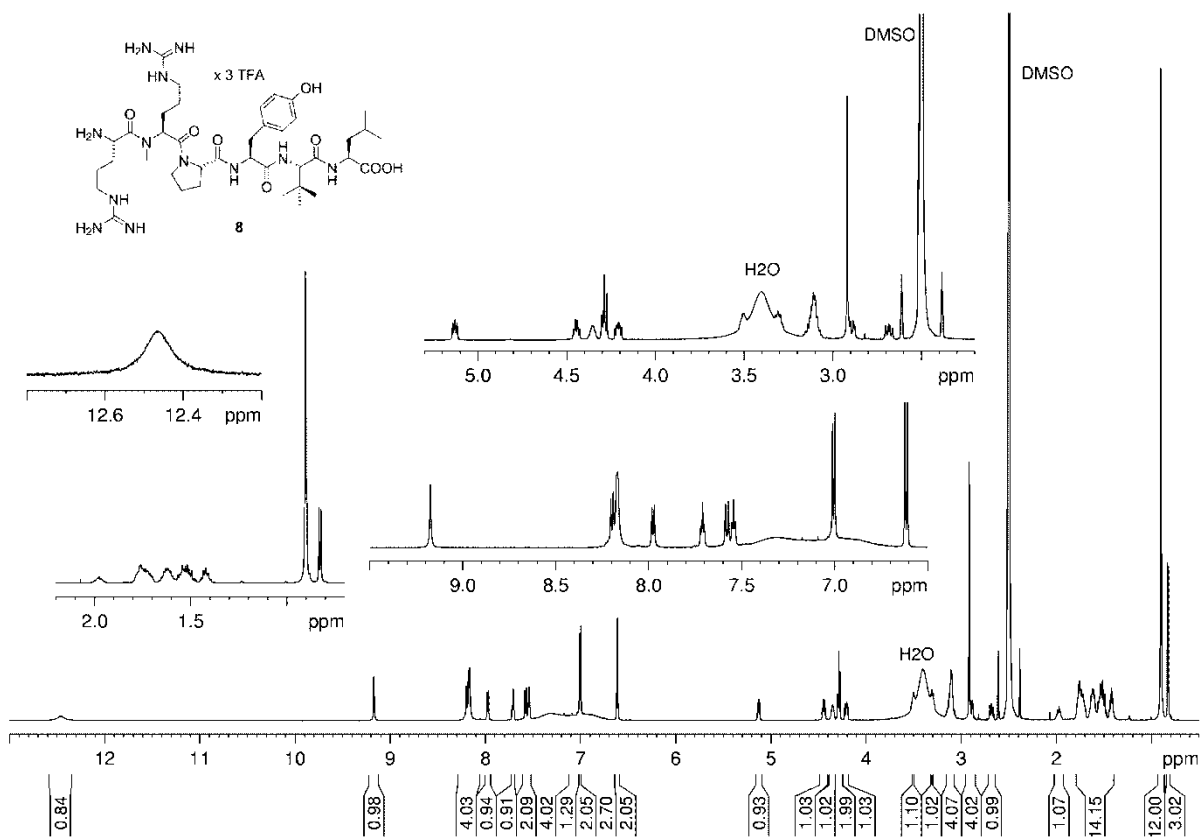 H2N NH
NH
x 3 TFA
OH
H2N O N O O H N O
N N H O N H COOH
NH
H2N NH
8
DMSO
DMSO
H2O
5.0 4.5 4.0 3.5 3.0 ppm
12.6 12.4 ppm
9.0 8.5 8.0 7.5 7.0 ppm
2.0 1.5 ppm
H2O
12 11 10 9 8 7 6 5 4 3 2 ppm
0.84 0.98 4.03 0.94 0.91 2.09 4.02 1.29 2.05 2.70 2.05 0.93 1.03 1.02 1.99 1.03 1.10 1.02 4.07 4.02 0.99 1.07 14.15 12.00 3.02